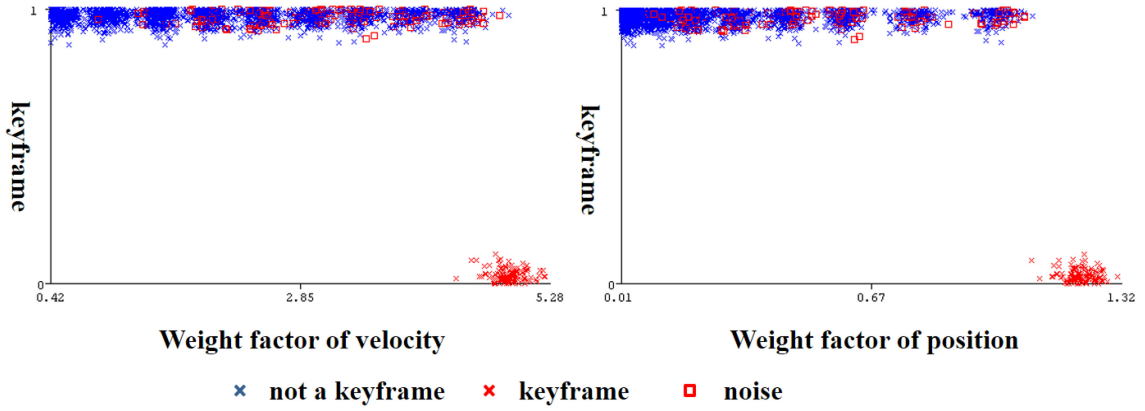 1
keyframe
0
0.42
2.85
5.28
Weight factor of velocity
1
keyframe
0
0.01
0.67
1.32
Weight factor of position
not a keyframe
keyframe
noise